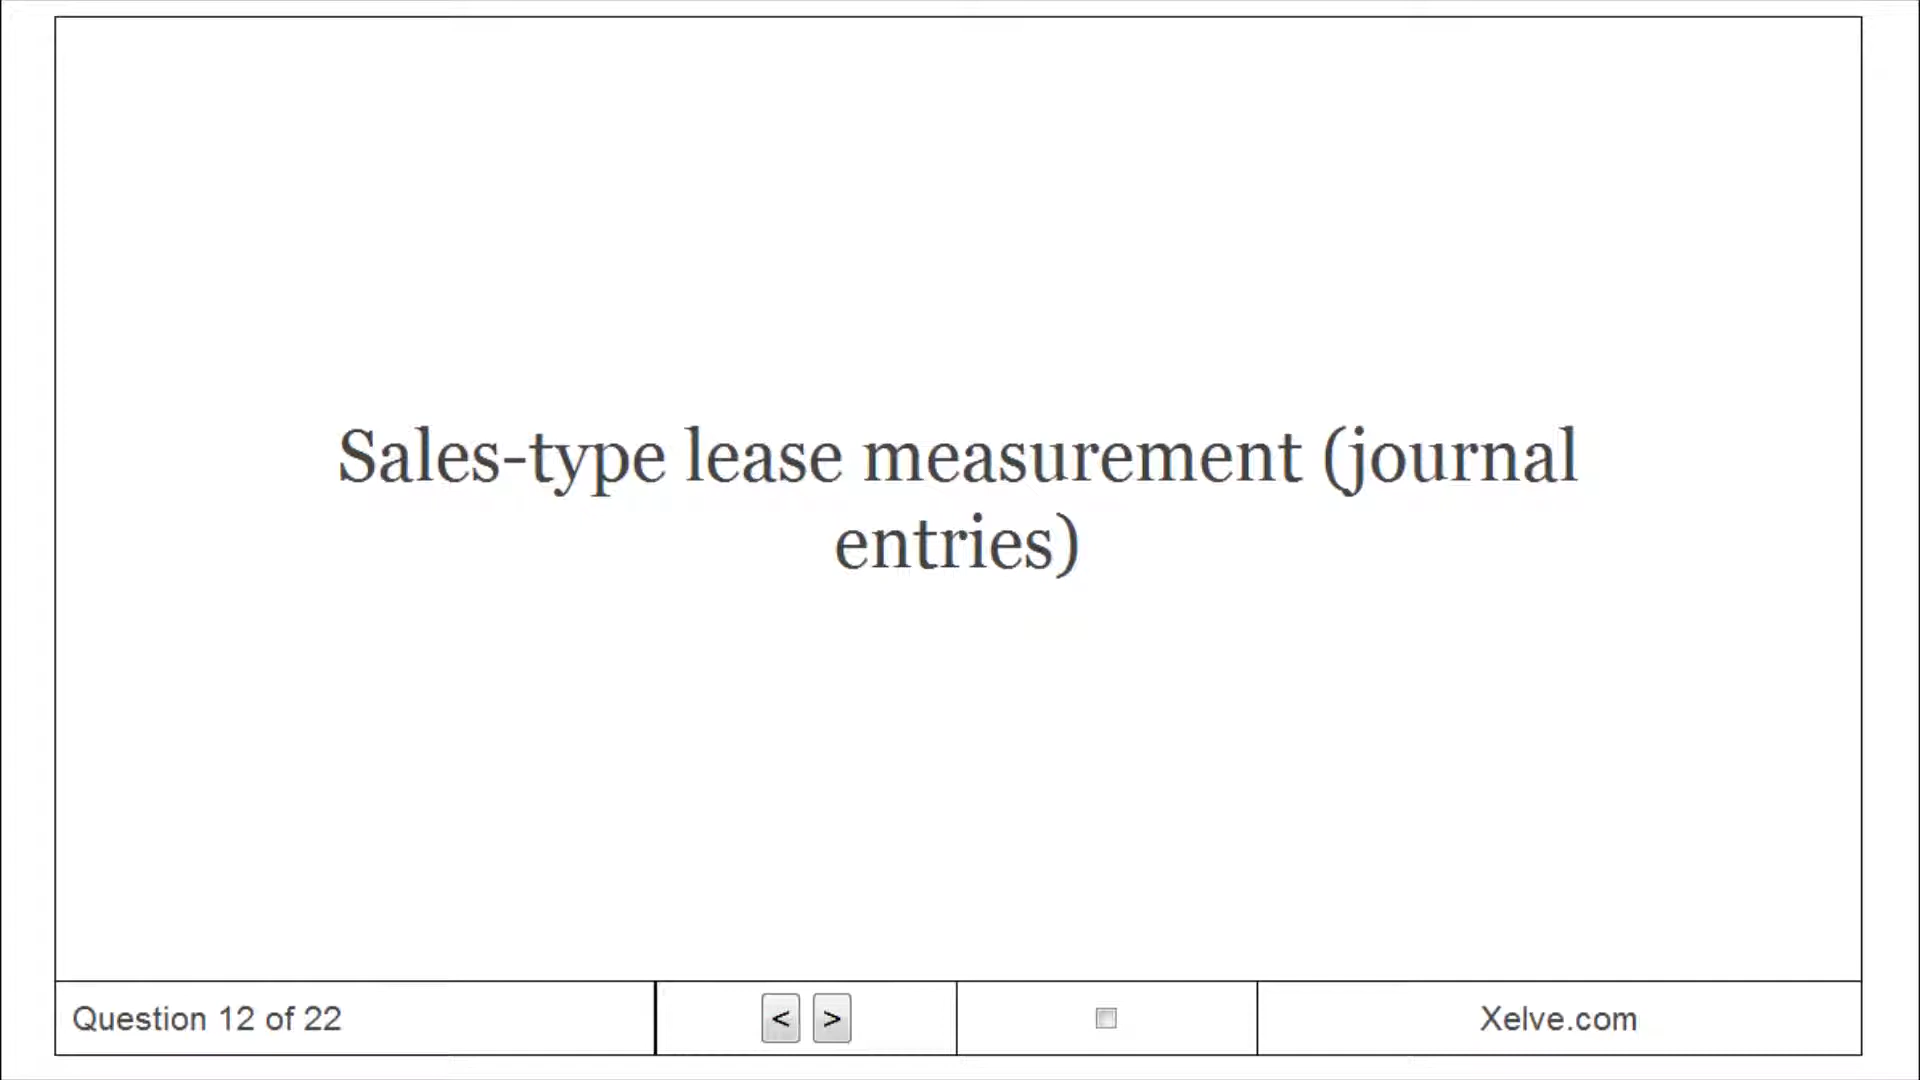 Sales-type lease measurement (journal
entries)
Question 12 of 22
< >
Xelve.com